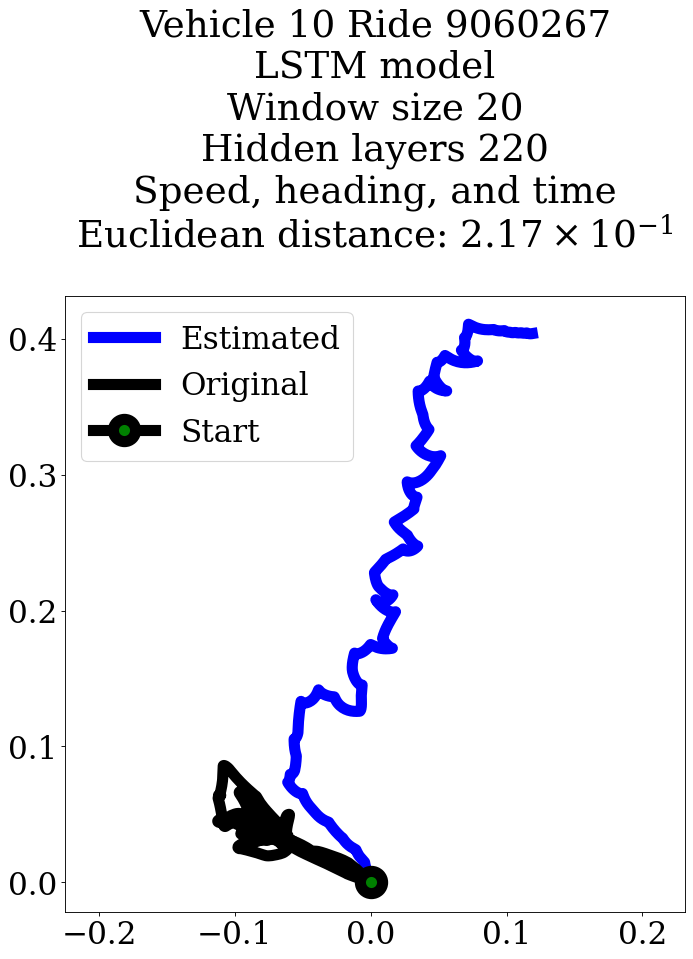 Vehicle 10 Ride 9060267
LSTM model
Window size 20
Hidden layers 220
Speed, heading, and time
Euclidean distance: 2.17 × 10⁻¹
Estimated
Original
Start
0.4
0.3
0.2
0.1
0.0
−0.2 −0.1 0.0 0.1 0.2